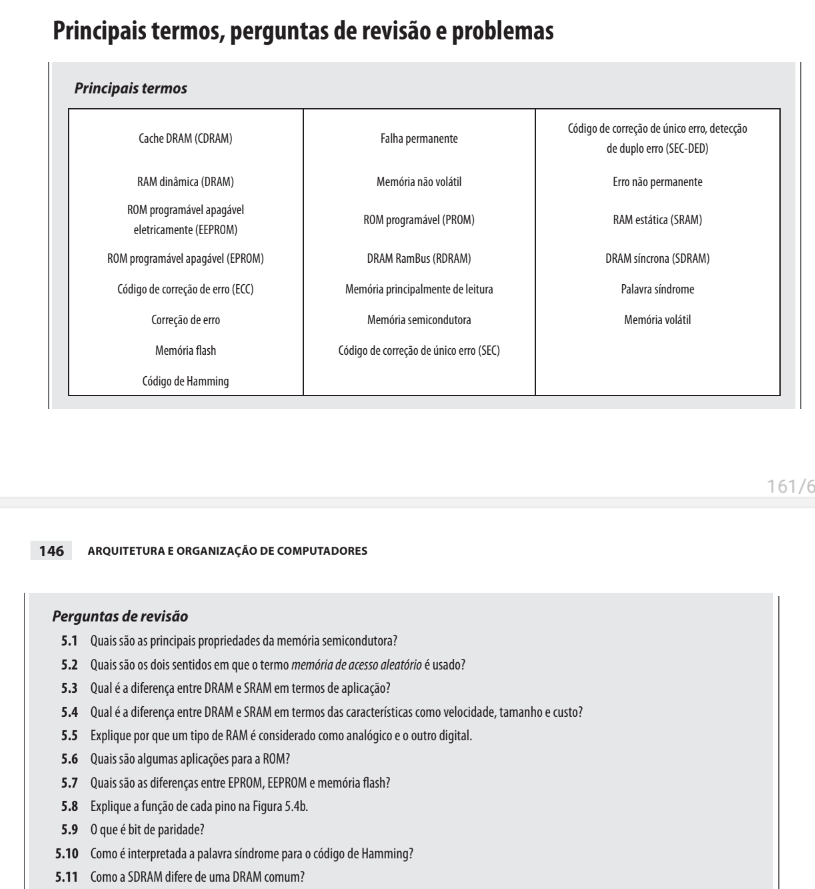 Principais termos, perguntas de revisão e problemas
Principais termos
Cache DRAM (CDRAM)
Falha permanente
Código de correção de único erro, detecção
de duplo erro (SEC-DED)
RAM dinâmica (DRAM)
Memória não volátil
Erro não permanente
ROM programável apagável
eletricamente (EEPROM)
ROM programável (PROM)
RAM estática (SRAM)
ROM programável apagável (EPROM)
DRAM RamBus (RDRAM)
DRAM síncrona (SDRAM)
Código de correção de erro (ECC)
Memória principalmente de leitura
Palavra síndrome
Correção de erro
Memória semicondutora
Memória volátil
Memória flash
Código de correção de único erro (SEC)
Código de Hamming
161/6
146 ARQUITETURA E ORGANIZAÇÃO DE COMPUTADORES
Perguntas de revisão
5.1 Quais são as principais propriedades da memória semicondutora?
5.2 Quais são os dois sentidos em que o termo memória de acesso aleatório é usado?
5.3 Qual é a diferença entre DRAM e SRAM em termos de aplicação?
5.4 Qual é a diferença entre DRAM e SRAM em termos das características como velocidade, tamanho e custo?
5.5 Explique por que um tipo de RAM é considerado como analógico e o outro digital.
5.6 Quais são algumas aplicações para a ROM?
5.7 Quais são as diferenças entre EPROM, EEPROM e memória flash?
5.8 Explique a função de cada pino na Figura 5.4b.
5.9 O que é bit de paridade?
5.10 Como é interpretada a palavra síndrome para o código de Hamming?
5.11 Como a SDRAM difere de uma DRAM comum?